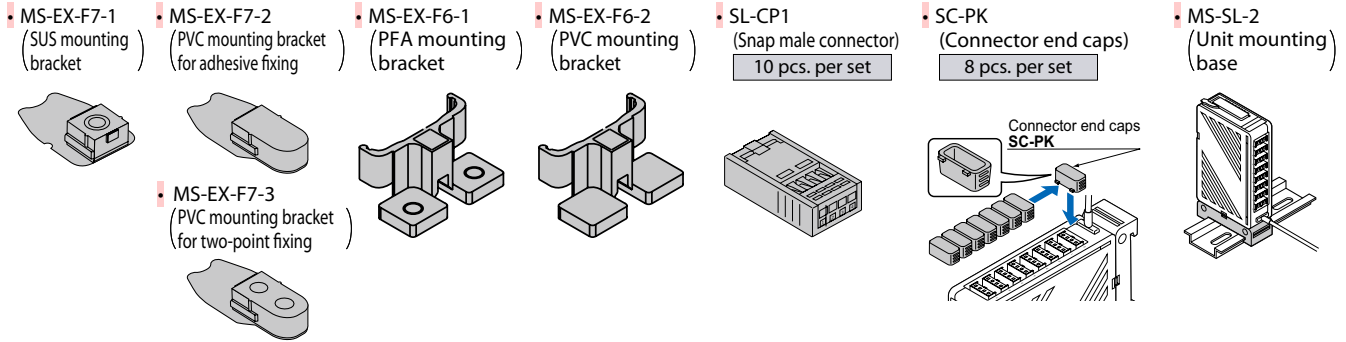 • MS-EX-F7-1
(SUS mounting
bracket)
• MS-EX-F7-2
(PVC mounting bracket
for adhesive fixing)
• MS-EX-F7-3
(PVC mounting bracket
for two-point fixing)
• MS-EX-F6-1
(PFA mounting
bracket)
• MS-EX-F6-2
(PVC mounting
bracket)
• SL-CP1
(Snap male connector)
10 pcs. per set
• SC-PK
(Connector end caps)
8 pcs. per set
Connector end caps
SC-PK
• MS-SL-2
(Unit mounting
base)